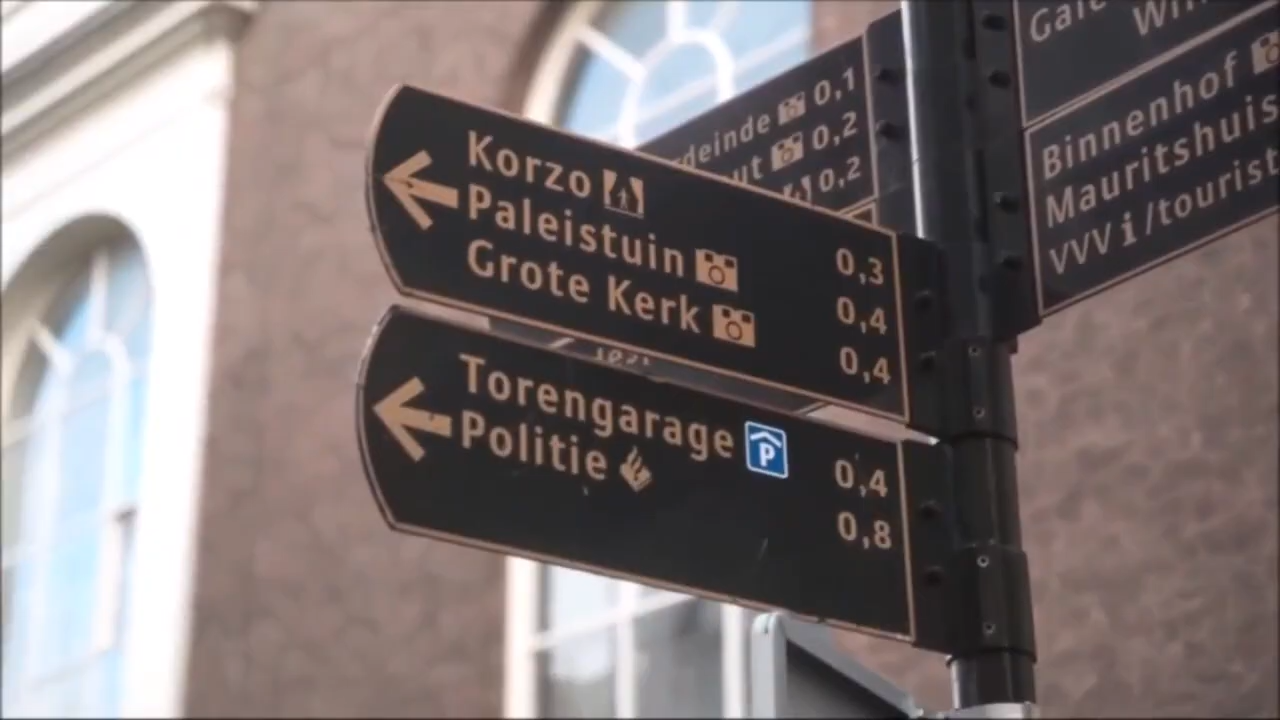 Korzo 0,3
Paleistuin 0,4
Grote Kerk 0,4
Torengarage P 0,4
Politie 0,8
0,1
0,2
0,2
Binnenhof
Mauritshuis
VVV i/tourist